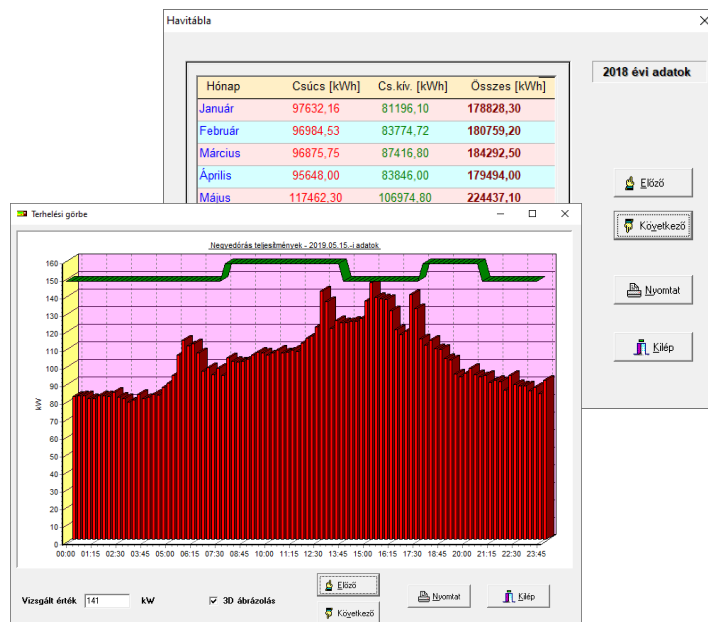 Havitábla
2018 évi adatok
Hónap Csúcs [kWh] Cs.kív. [kWh] Összes [kWh]
Január 97632,16 81196,10 178828,30
Február 96984,53 83774,72 180759,20
Március 96875,75 87416,80 184292,50
Április 95648,00 83846,00 179494,00
Május 117462,30 106974,80 224437,10
Előző
Következő
Nyomtat
Kilép
Terhelési görbe
Negyedórás teljesítmények - 2019.05.15.-i adatok
160
150
140
130
120
110
100
90
80
70
60
50
40
30
20
10
0
kW
00:00 01:15 02:30 03:45 05:00 06:15 07:30 08:45 10:00 11:15 12:30 13:45 15:00 16:15 17:30 18:45 20:00 21:15 22:30 23:45
Vizsgált érték 141 kW
3D ábrázolás
Előző
Következő
Nyomtat
Kilép